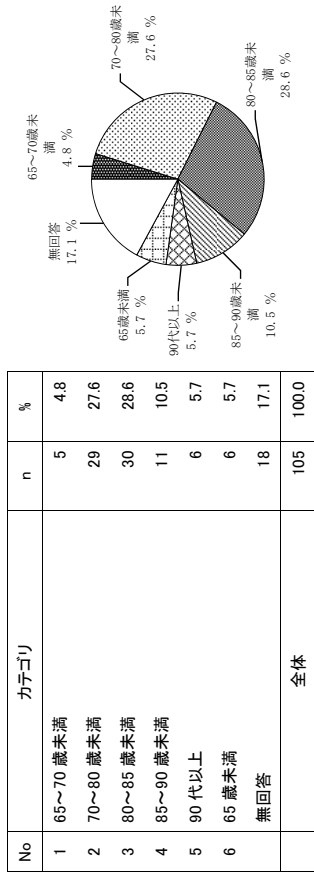 No カテゴリ n %
1 65～70 歳未満 5 4.8
2 70～80 歳未満 29 27.6
3 80～85 歳未満 30 28.6
4 85～90 歳未満 11 10.5
5 90 代以上 6 5.7
6 65 歳未満 6 5.7
無回答 18 17.1
全体 105 100.0
65～70歳未
満
4.8 %
70～80歳未
満
27.6 %
80～85歳未
満
28.6 %
85～90歳未
満
10.5 %
90代以上
5.7 %
65歳未満
5.7 %
無回答
17.1 %